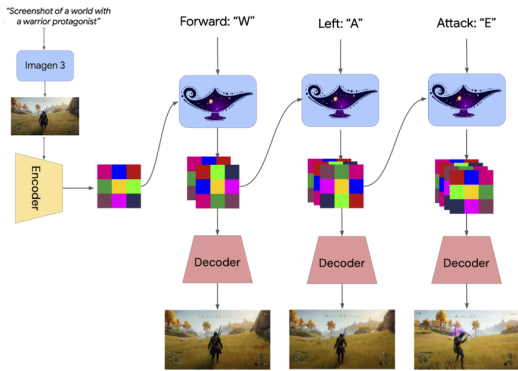 "Screenshot of a world with
a warrior protagonist"
Imagen 3
Encoder
Forward: “W”
Left: “A”
Attack: “E”
Decoder
Decoder
Decoder